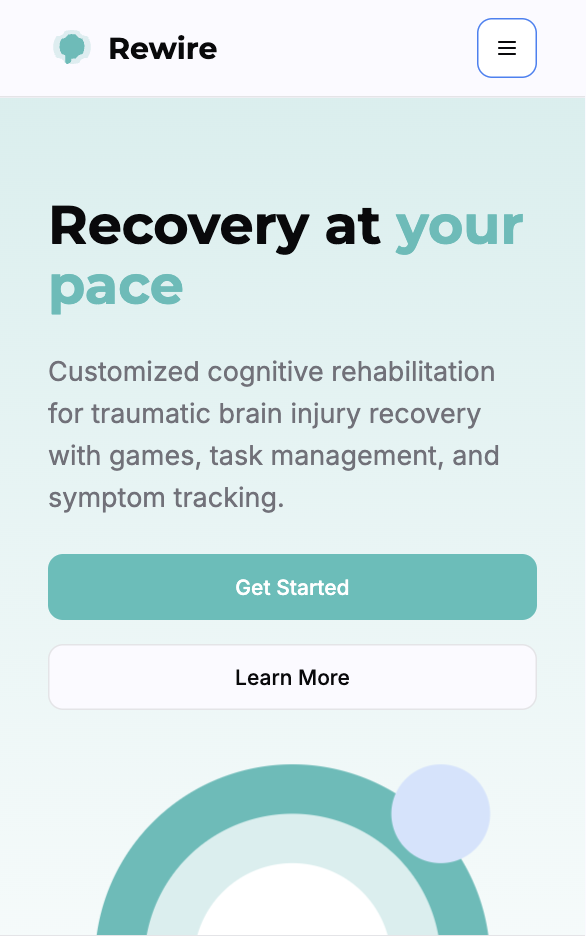 Rewire
Recovery at your
pace
Customized cognitive rehabilitation
for traumatic brain injury recovery
with games, task management, and
symptom tracking.
Get Started
Learn More